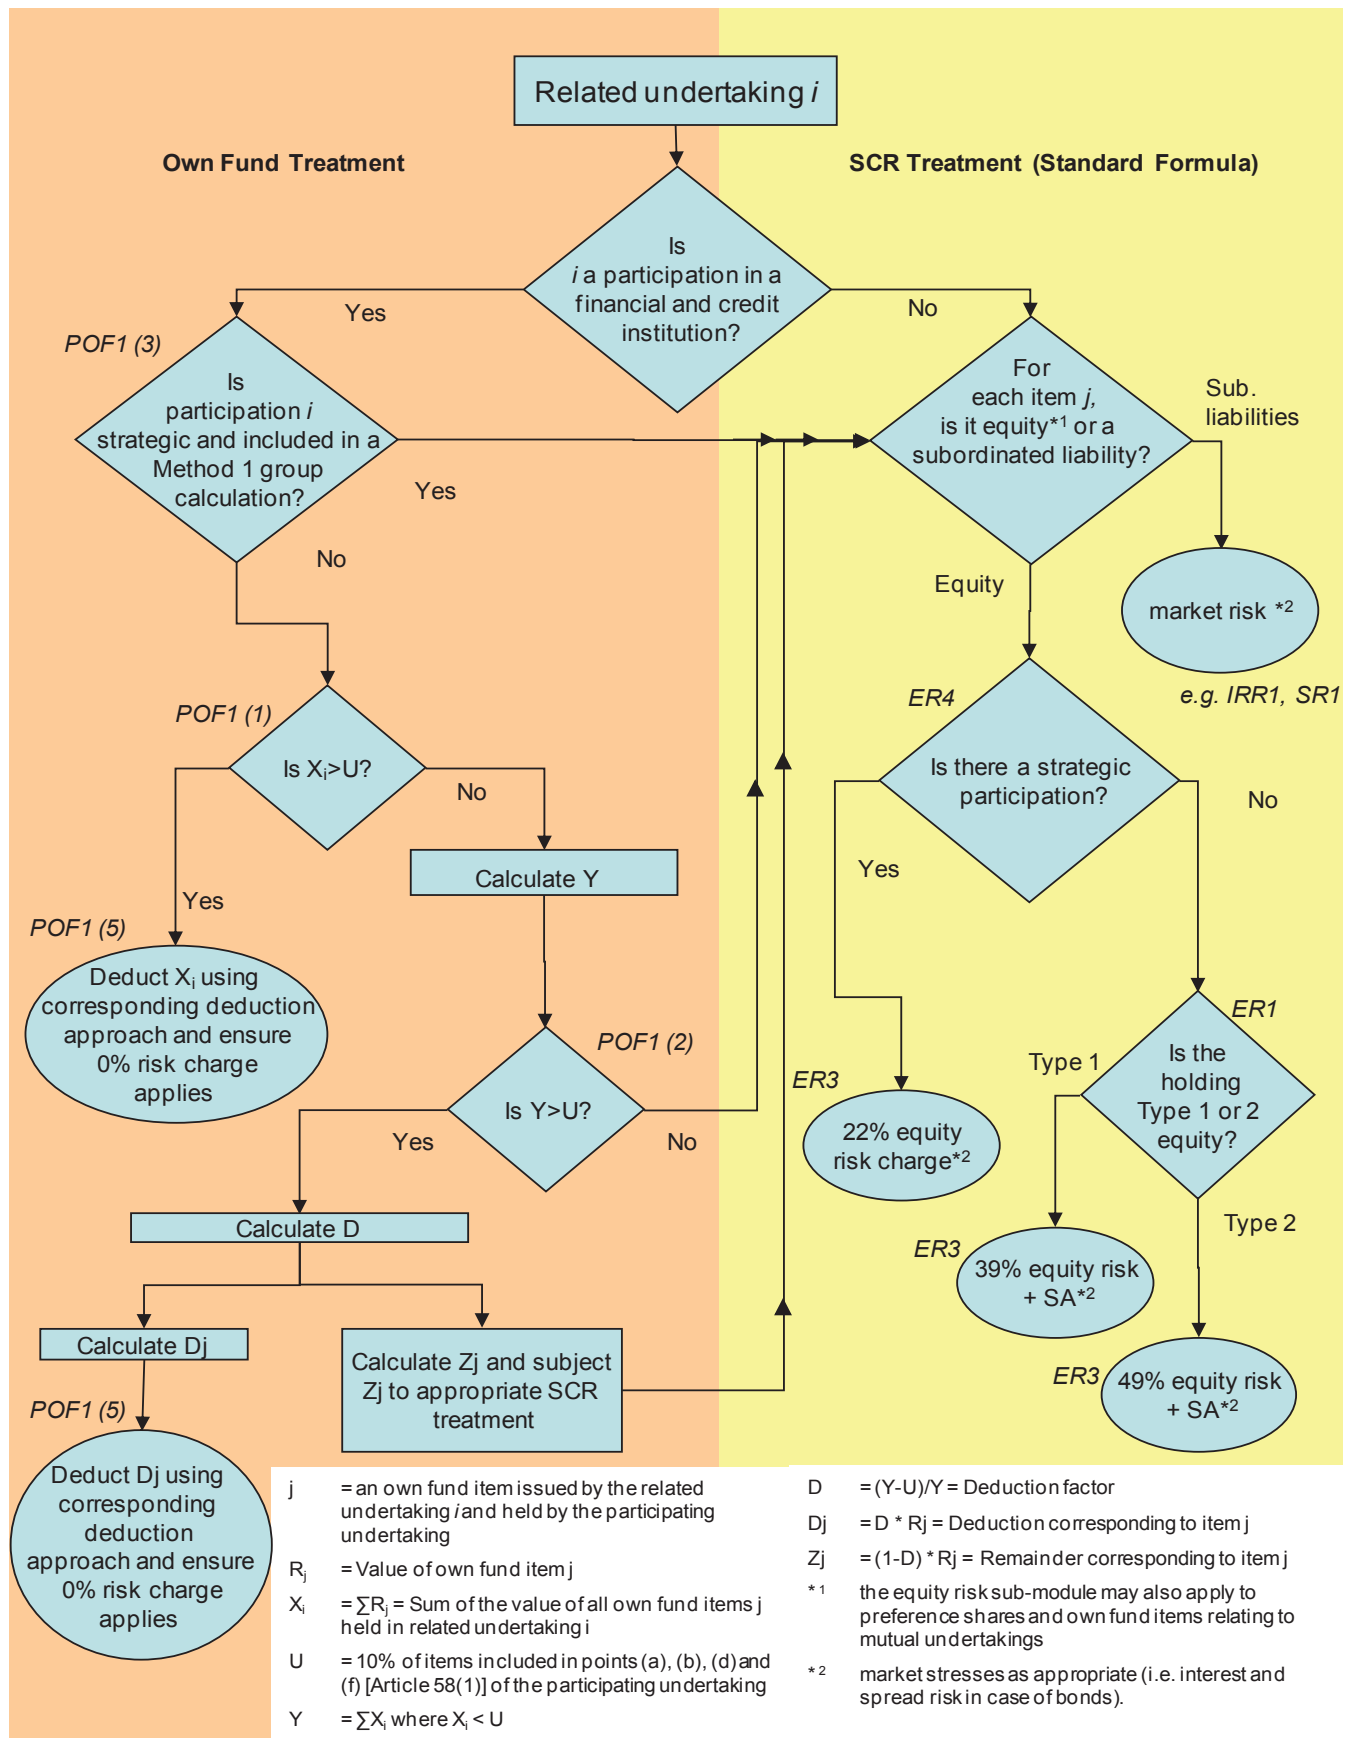 Related undertaking i
Own Fund Treatment
SCR Treatment (Standard Formula)
Is
i a participation in a
financial and credit
institution?
Yes
No
POF1 (3)
Is
participation i
strategic and included in a
Method 1 group
calculation?
Yes
No
For
each item j,
is it equity*1 or a
subordinated liability?
Sub.
liabilities
Equity
market risk *2
e.g. IRR1, SR1
POF1 (1)
Is Xi>U?
No
Yes
Calculate Y
POF1 (5)
Deduct Xi using
corresponding deduction
approach and ensure
0% risk charge
applies
POF1 (2)
Is Y>U?
Yes
No
ER4
Is there a strategic
participation?
Yes
No
ER3
22% equity
risk charge*2
ER1
Is the
holding
Type 1 or 2
equity?
Type 1
Type 2
ER3
39% equity risk
+ SA*2
ER3
49% equity risk
+ SA*2
Calculate D
Calculate Dj
Calculate Zj and subject
Zj to appropriate SCR
treatment
POF1 (5)
Deduct Dj using
corresponding
deduction
approach and ensure
0% risk charge
applies
j = an own fund item issued by the related
undertaking i and held by the participating
undertaking
Rj = Value of own fund item j
Xi = ∑Rj = Sum of the value of all own fund items j
held in related undertaking i
U = 10% of items included in points (a), (b), (d) and
(f) [Article 58(1)] of the participating undertaking
Y = ∑Xi where Xi < U
D = (Y-U)/Y = Deduction factor
Dj = D * Rj = Deduction corresponding to item j
Zj = (1-D) * Rj = Remainder corresponding to item j
*1 the equity risk sub-module may also apply to
preference shares and own fund items relating to
mutual undertakings
*2 market stresses as appropriate (i.e. interest and
spread risk in case of bonds).